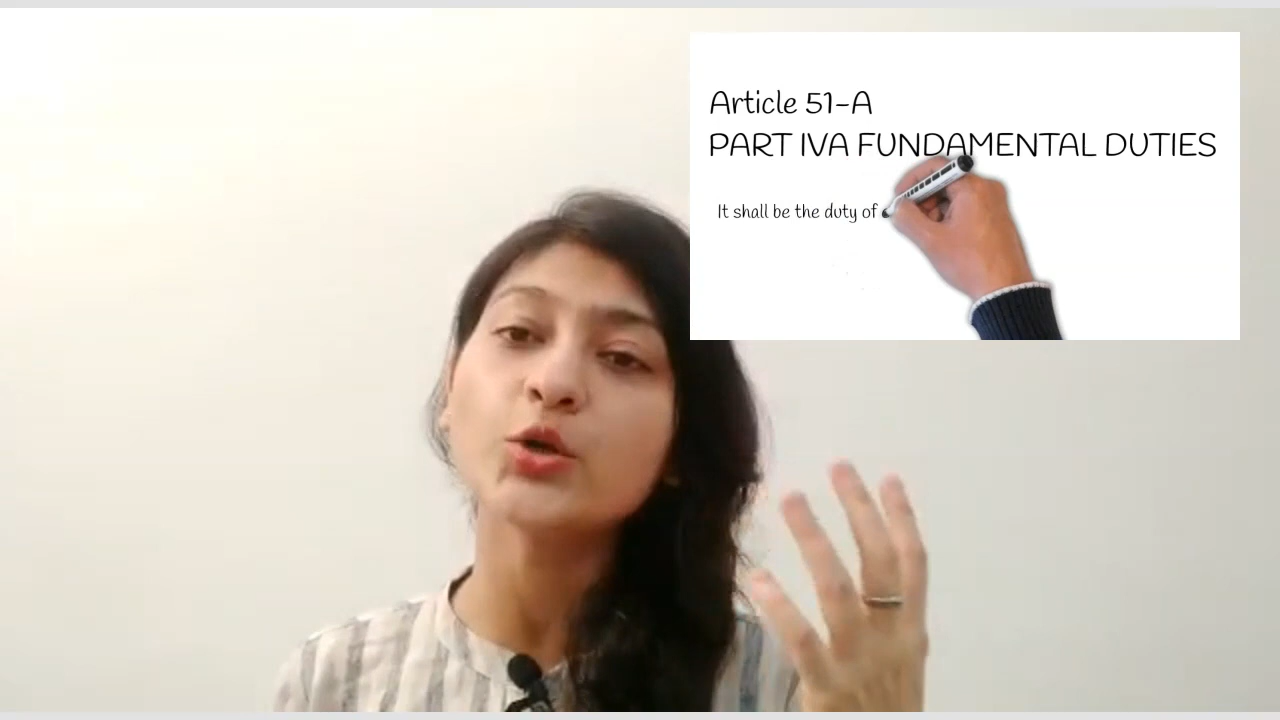 Article 51-A
PART IVA FUNDAMENTAL DUTIES
It shall be the duty of